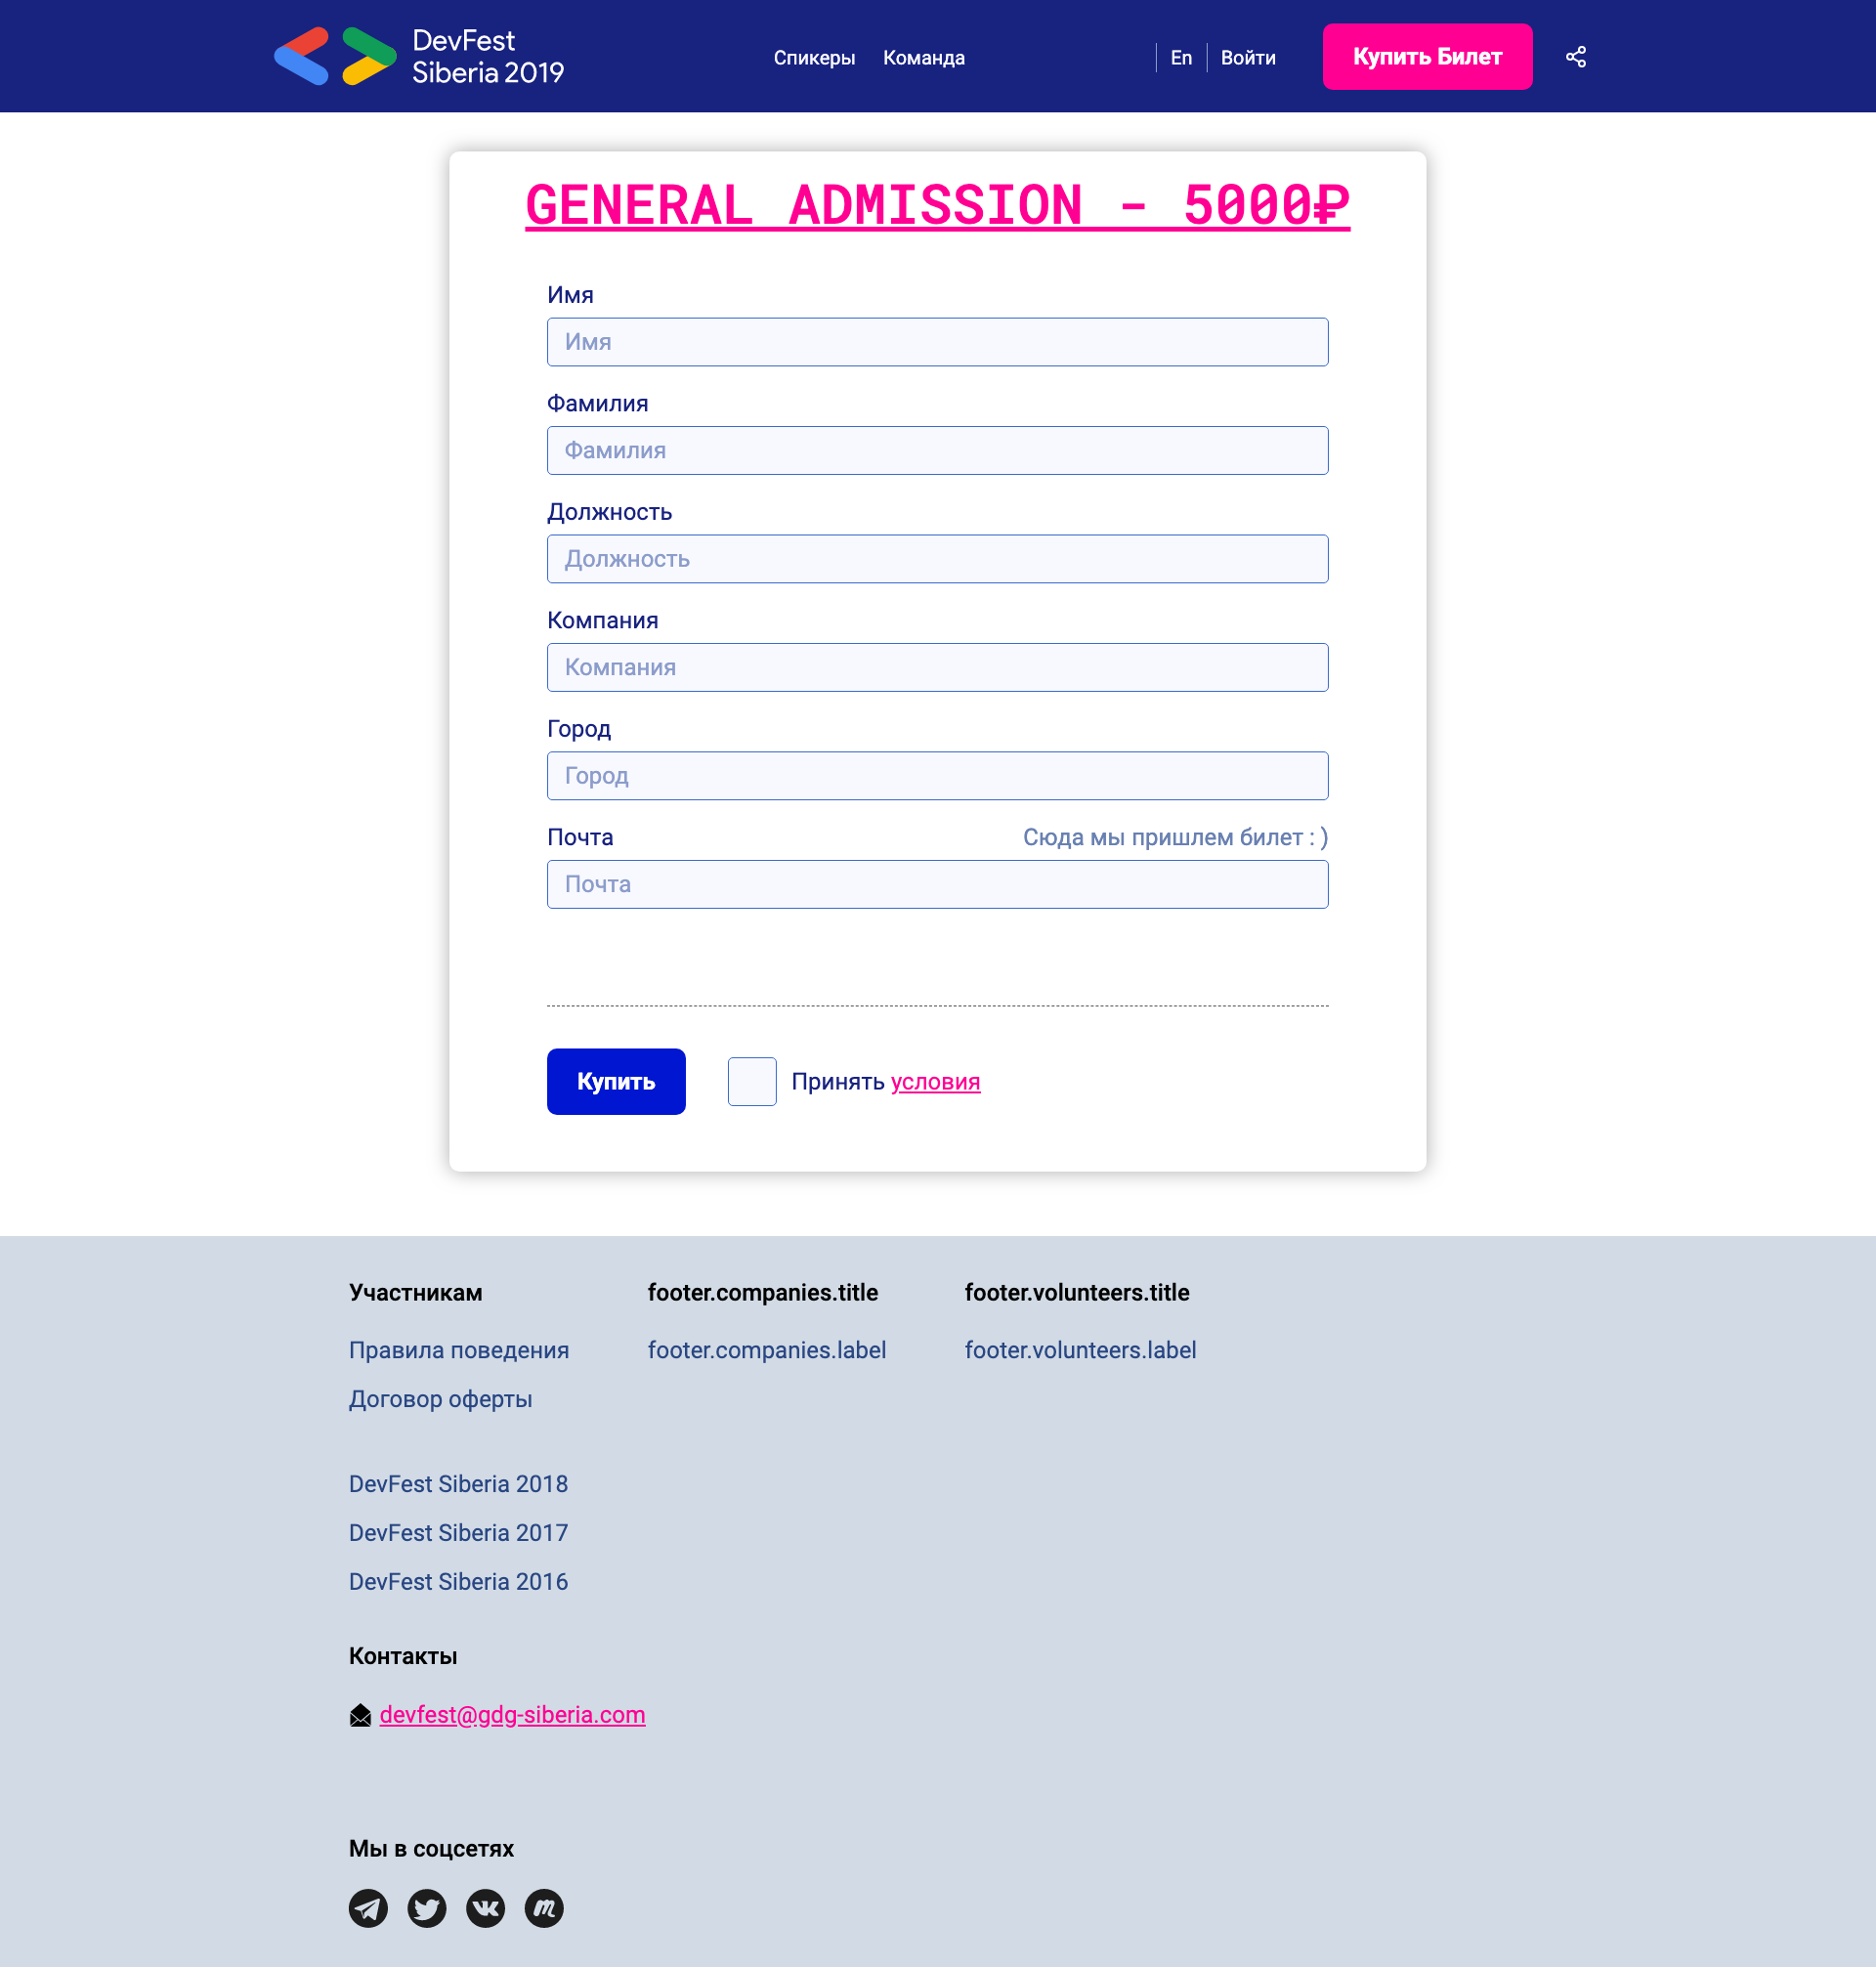 DevFest
Siberia 2019
Спикеры
Команда
En
Войти
Купить Билет
GENERAL ADMISSION - 5000₽
Имя
Имя
Фамилия
Фамилия
Должность
Должность
Компания
Компания
Город
Город
Почта
Сюда мы пришлем билет : )
Почта
Купить
Принять условия
Участникам
Правила поведения
Договор оферты
footer.companies.title
footer.companies.label
footer.volunteers.title
footer.volunteers.label
DevFest Siberia 2018
DevFest Siberia 2017
DevFest Siberia 2016
Контакты
devfest@gdg-siberia.com
Мы в соцсетях